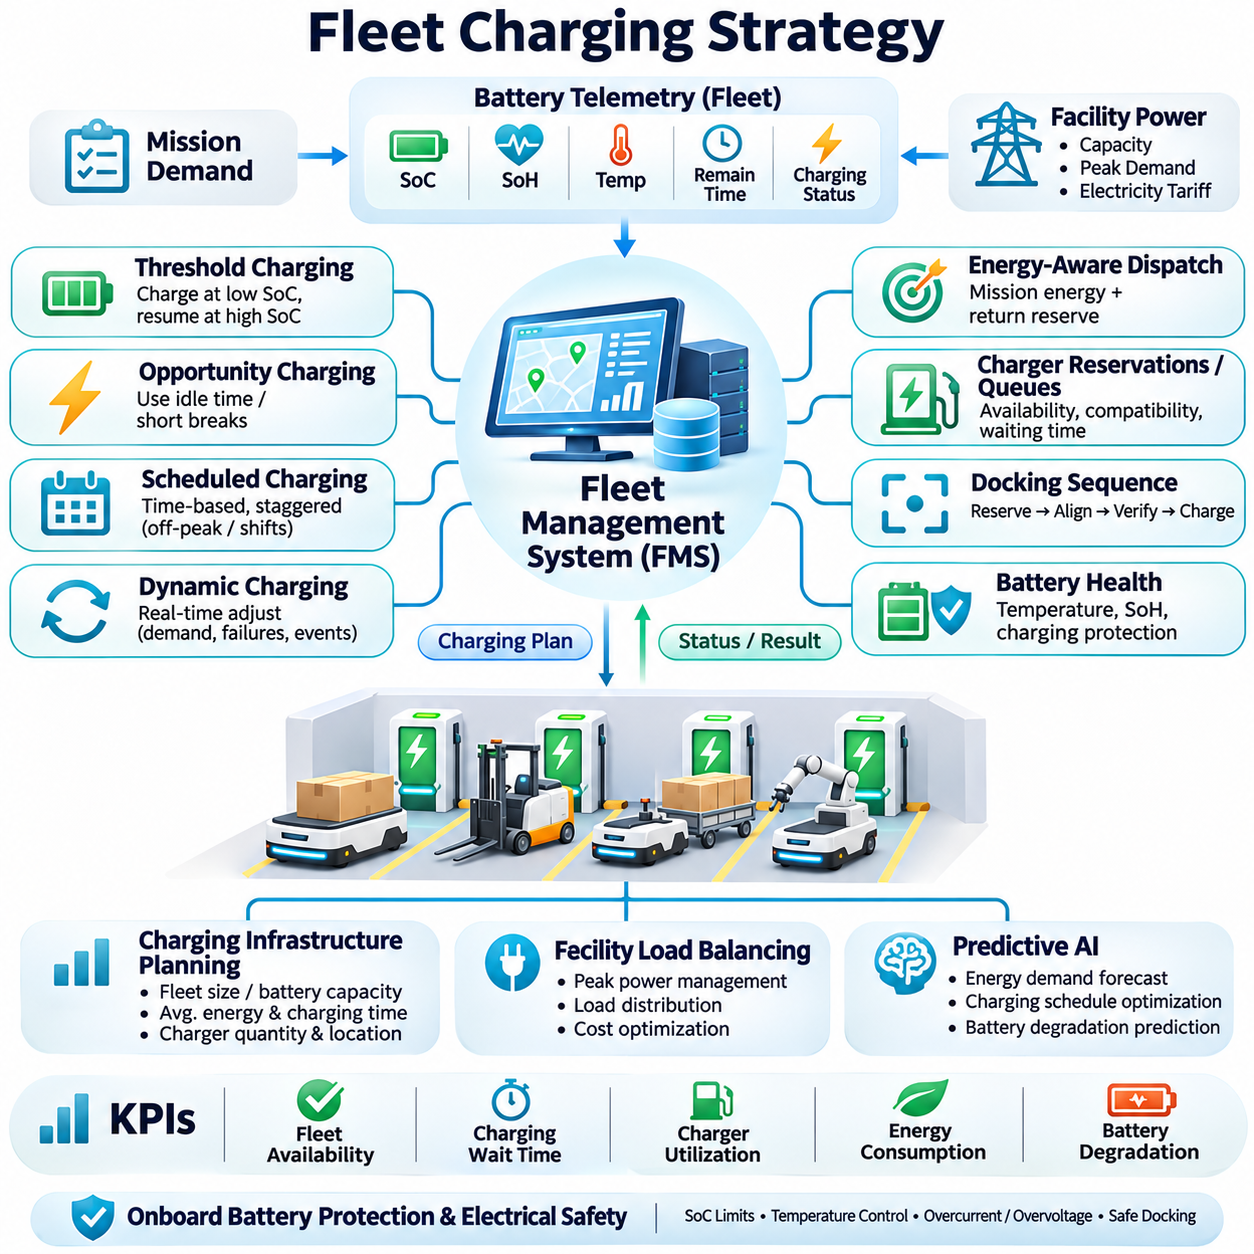 Fleet Charging Strategy
Mission
Demand
Battery Telemetry (Fleet)
SoC
SoH
Temp
Remain
Time
Charging
Status
Facility Power
• Capacity
• Peak Demand
• Electricity Tariff
Threshold Charging
Charge at low SoC,
resume at high SoC
Opportunity Charging
Use idle time /
short breaks
Scheduled Charging
Time-based, staggered
(off-peak / shifts)
Dynamic Charging
Real-time adjust
(demand, failures, events)
Fleet
Management
System (FMS)
Energy-Aware Dispatch
Mission energy +
return reserve
Charger Reservations /
Queues
Availability, compatibility,
waiting time
Docking Sequence
Reserve → Align → Verify → Charge
Battery Health
Temperature, SoH,
charging protection
Charging Plan
Status / Result
Charging Infrastructure
Planning
• Fleet size / battery capacity
• Avg. energy & charging time
• Charger quantity & location
Fecility Load Balancing
• Peak power management
• Load distribution
• Cost optimization
Predictive AI
• Energy demand forecast
• Charging schedule optimization
• Battery degradation prediction
KPIs
Fleet
Availability
Charging
Wait Time
Charger
Utilization
Energy
Consumption
Battery
Degradation
Onboard Battery Protection & Electrical Safety
SoC Limits • Temperature Control • Overcurrent / Overvoltage • Safe Docking